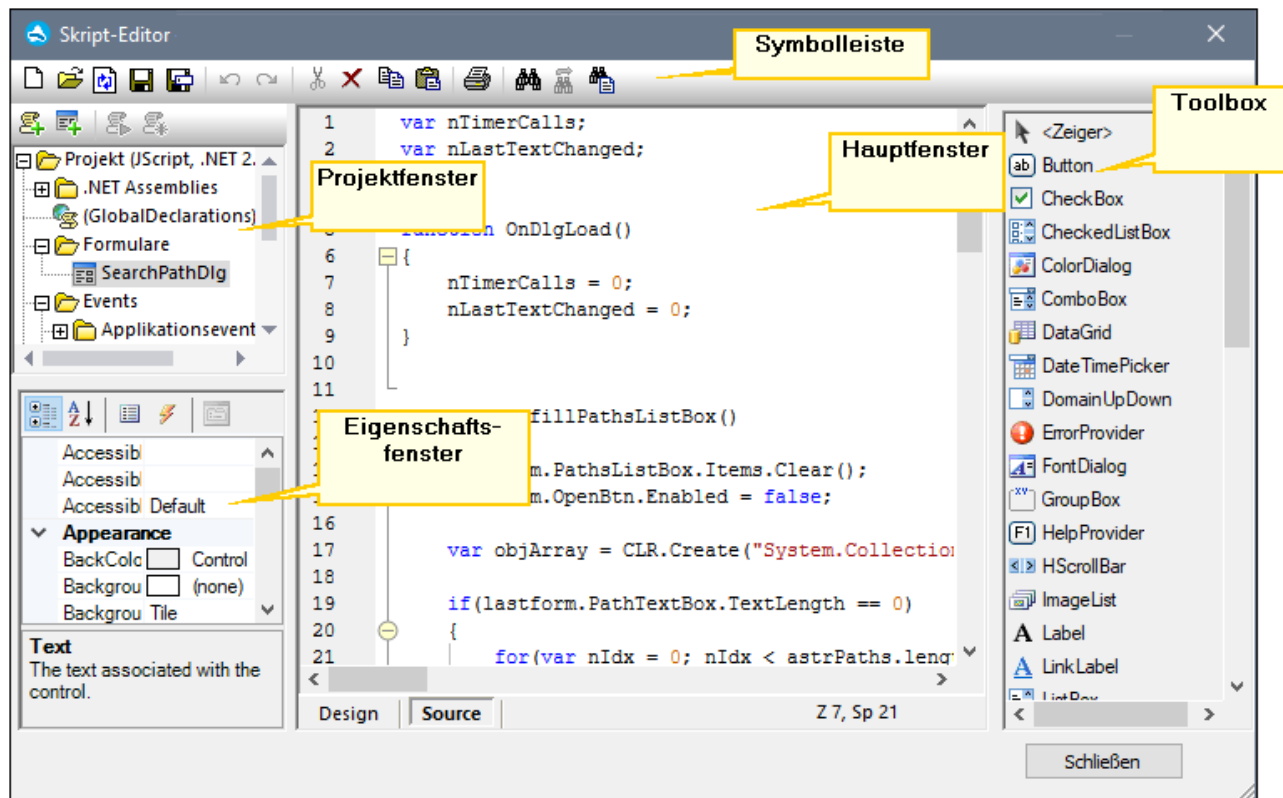 Skript-Editor
Symbolleiste
Toolbox
Projekt (JScript, .NET 2.
.NET Assemblies
(GlobalDeclarations)
Formulare
SearchPathDlg
Events
Applikationsevent
Projektfenster
Accessibl
Accessibl
Accessibl Default
Appearance
BackColo Control
Backgrou (none)
Backgrou Tile
Text
The text associated with the
control.
Eigenschafts-
fenster
Hauptfenster
1 var nTimerCalls;
2 var nLastTextChanged;
OnDlgLoad()
6 {
7 nTimerCalls = 0;
8 nLastTextChanged = 0;
9 }
10
11
fillPathsListBox()
m.PathsListBox.Items.Clear();
m.OpenBtn.Enabled = false;
16
17 var objArray = CLR.Create("System.Collection
18
19 if(lastform.PathTextBox.TextLength == 0)
20 {
21 for(var nIdx = 0; nIdx < astrPaths.leng
Design Source Z 7, Sp 21
<Zeiger>
ab Button
CheckBox
CheckedListBox
ColorDialog
ComboBox
DataGrid
DateTimePicker
DomainUpDown
ErrorProvider
FontDialog
GroupBox
F1 HelpProvider
HScrollBar
ImageList
A Label
A LinkLabel
ListBox
Schließen